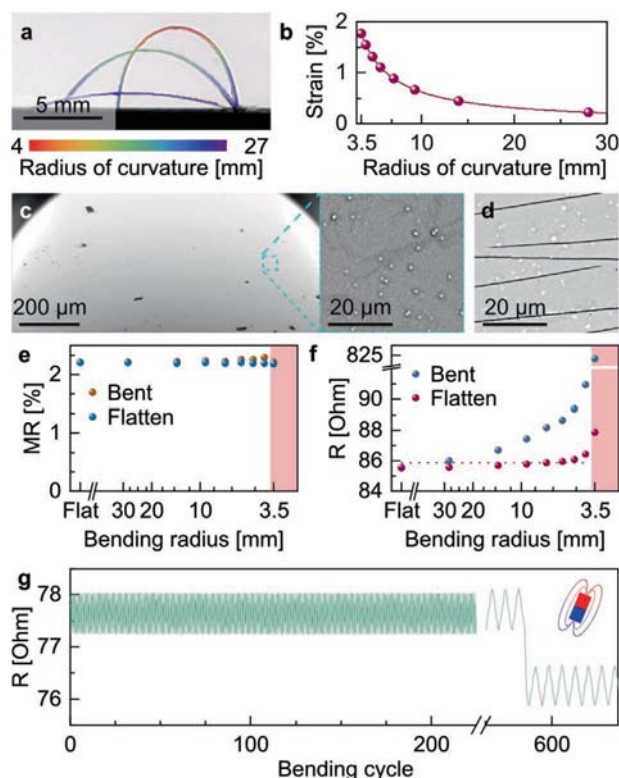 a
5 mm
4
27
Radius of curvature [mm]
b
2
1
0
Strain [%]
3.5
10
20
30
Radius of curvature [mm]
c
200 µm
20 µm
d
20 µm
e
2
1
0
MR [%]
Bent
Flatten
Flat
30
20
10
3.5
Bending radius [mm]
f
825
90
88
86
84
R [Ohm]
Bent
Flatten
Flat
30
20
10
3.5
Bending radius [mm]
g
78
77
76
R [Ohm]
0
100
200
600
Bending cycle